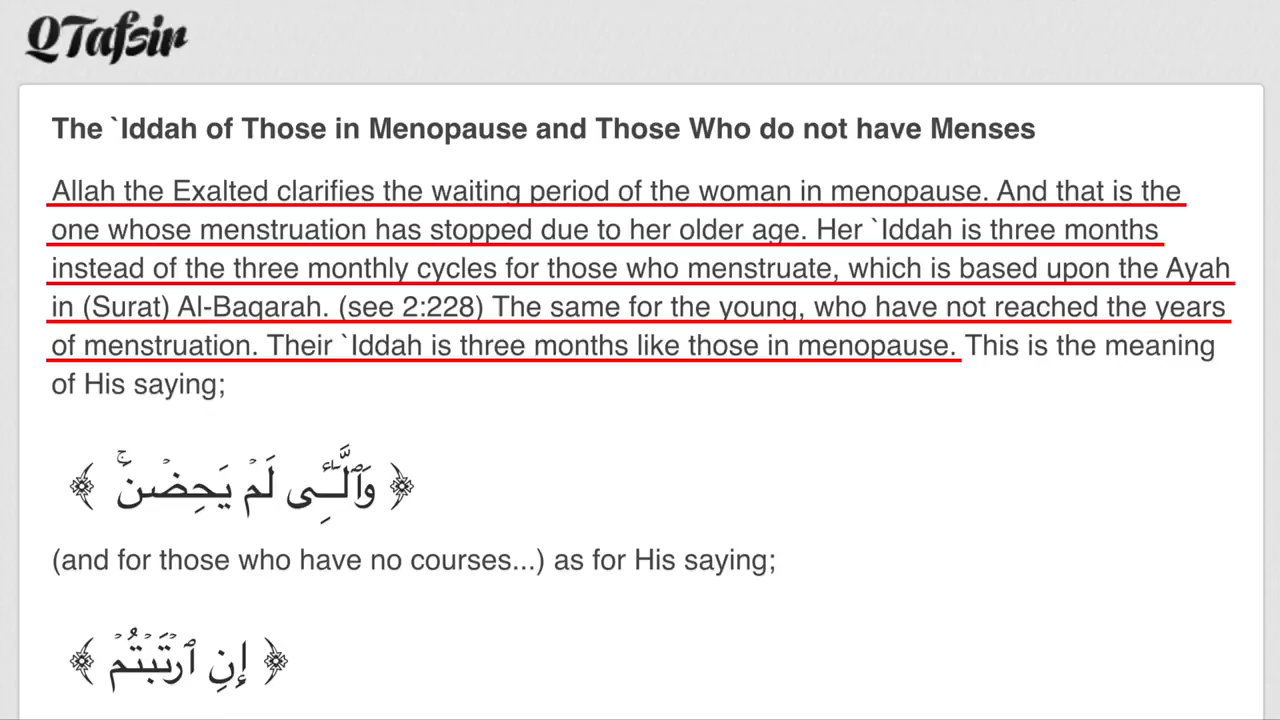 QTafsir
The `Iddah of Those in Menopause and Those Who do not have Menses
Allah the Exalted clarifies the waiting period of the woman in menopause. And that is the
one whose menstruation has stopped due to her older age. Her `Iddah is three months
instead of the three monthly cycles for those who menstruate, which is based upon the Ayah
in (Surat) Al-Baqarah. (see 2:228) The same for the young, who have not reached the years
of menstruation. Their `Iddah is three months like those in menopause. This is the meaning
of His saying;
﴿وَٱلَّـٰۤـِٔی لَمۡ یَحِضۡنَۚ﴾
(and for those who have no courses...) as for His saying;
﴿إِنِ ٱرۡتَبۡتُمۡ﴾